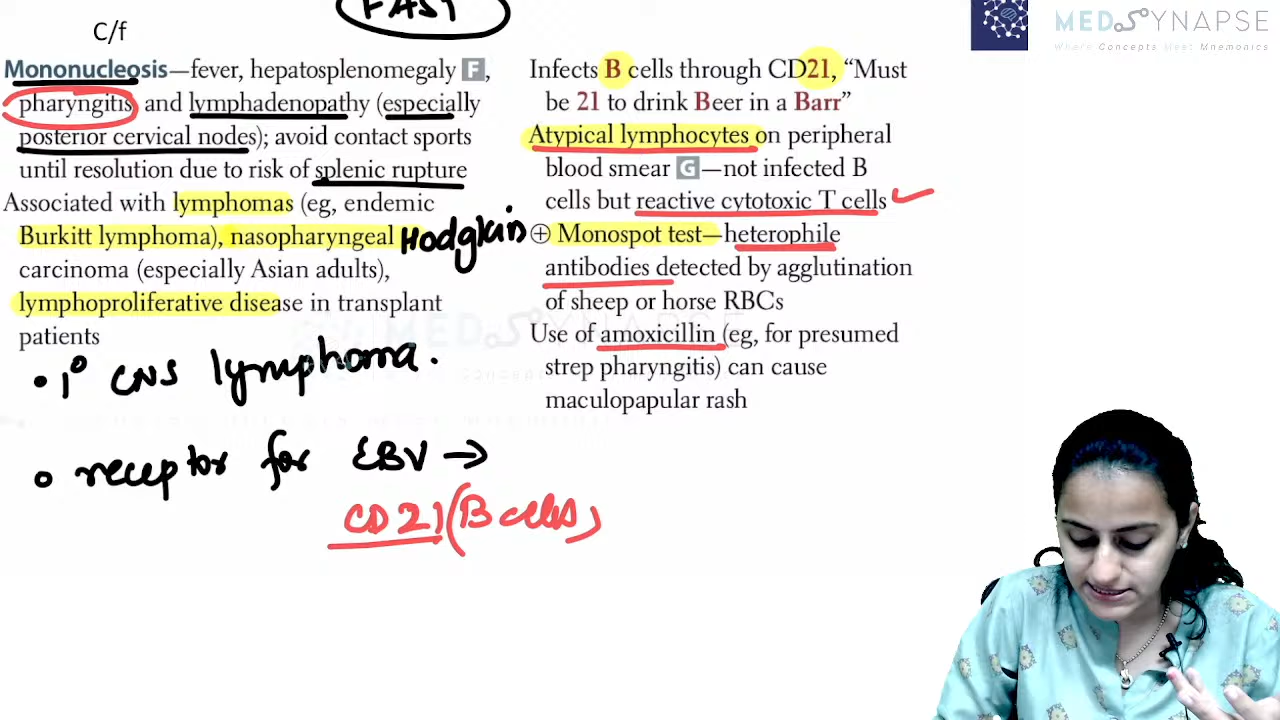 FAST
C/f
MEDSYNAPSE
Where Concepts Meet Mnemonics
Mononucleosis—fever, hepatosplenomegaly F,
pharyngitis, and lymphadenopathy (especially
posterior cervical nodes); avoid contact sports
until resolution due to risk of splenic rupture
Associated with lymphomas (eg, endemic
Burkitt lymphoma), nasopharyngeal
carcinoma (especially Asian adults),
lymphoproliferative disease in transplant
patients
Hodgkins
• 1° CNS lymphoma.
• receptor for EBV →
CD21 (B cells)
Infects B cells through CD21, “Must
be 21 to drink Beer in a Barr”
Atypical lymphocytes on peripheral
blood smear G—not infected B
cells but reactive cytotoxic T cells ✓
⊕ Monospot test—heterophile
antibodies detected by agglutination
of sheep or horse RBCs
Use of amoxicillin (eg, for presumed
strep pharyngitis) can cause
maculopapular rash
MEDSYNAPSE